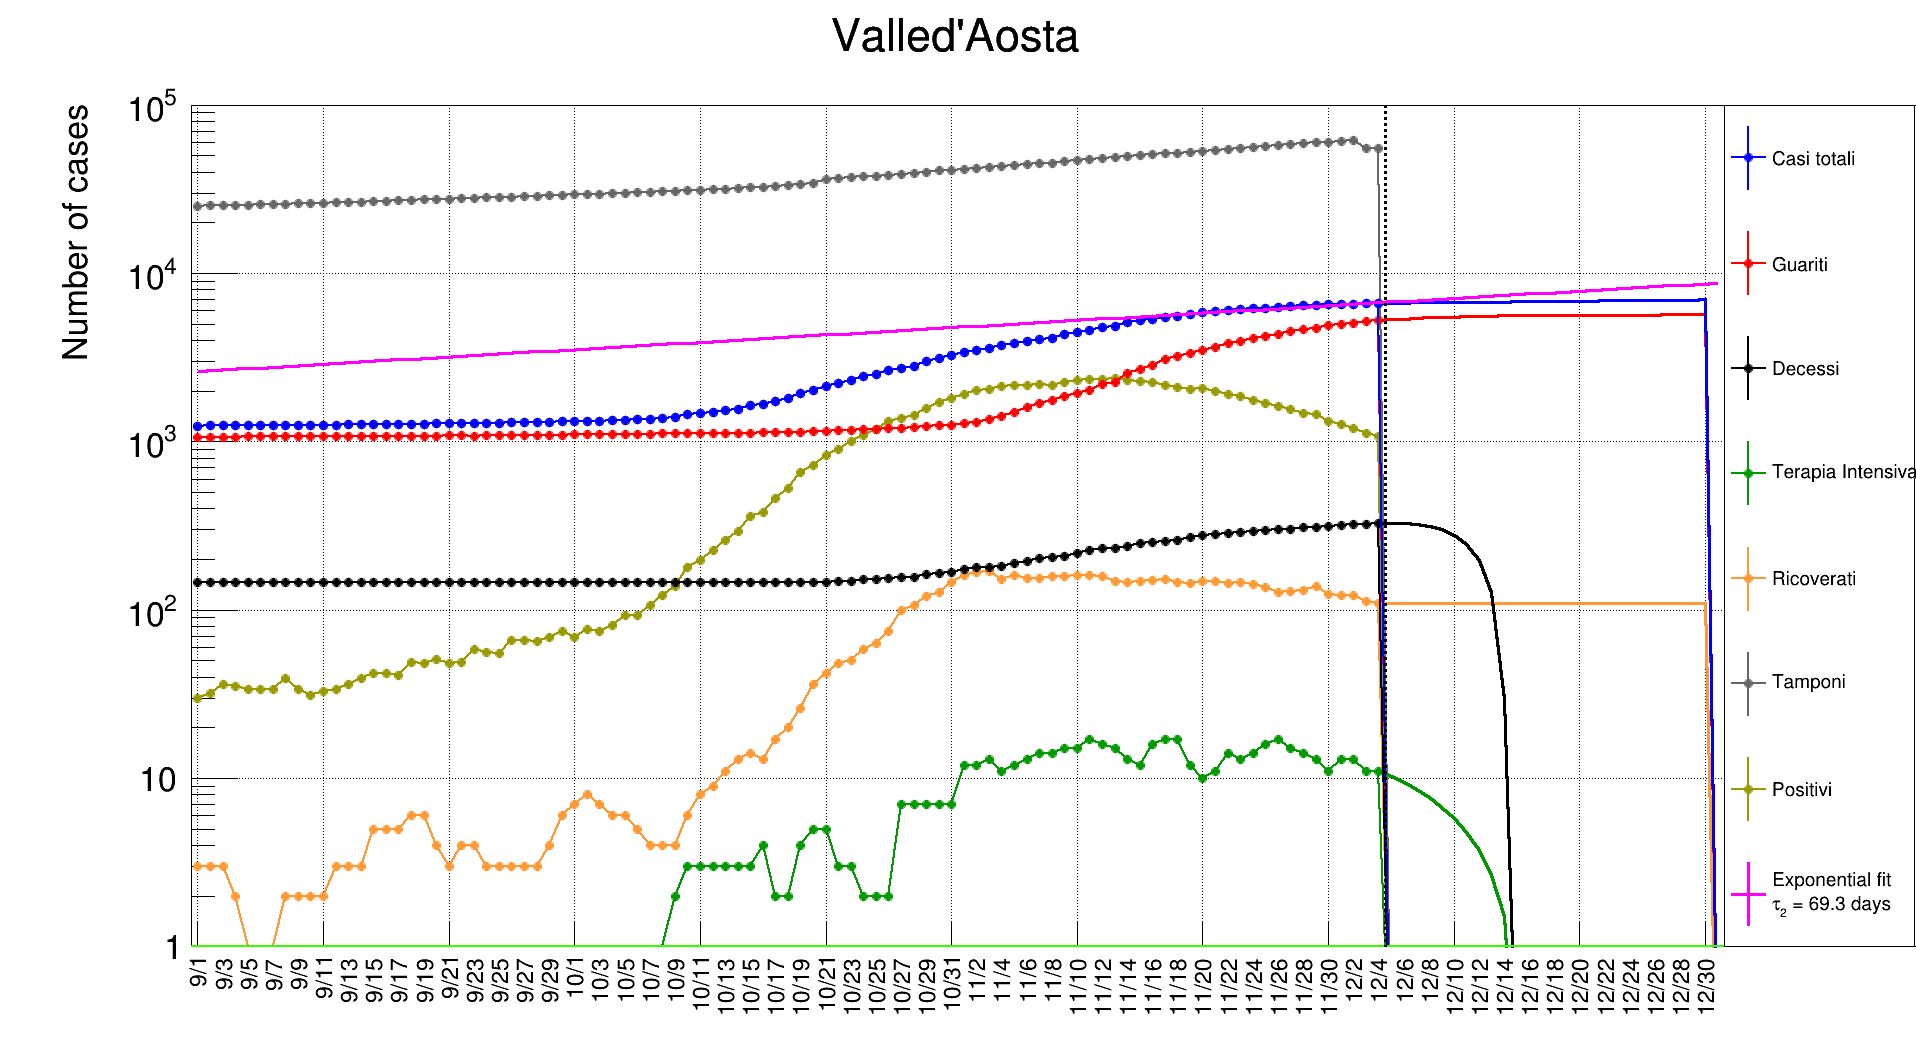 Valled'Aosta
Number of cases
10^5
10^4
10^3
10^2
10
1
9/1 9/3 9/5 9/7 9/9 9/11 9/13 9/15 9/17 9/19 9/21 9/23 9/25 9/27 9/29 10/1 10/3 10/5 10/7 10/9 10/11 10/13 10/15 10/17 10/19 10/21 10/23 10/25 10/27 10/29 10/31 11/2 11/4 11/6 11/8 11/10 11/12 11/14 11/16 11/18 11/20 11/22 11/24 11/26 11/28 11/30 12/2 12/4 12/6 12/8 12/10 12/12 12/14 12/16 12/18 12/20 12/22 12/24 12/26 12/28 12/30
Casi totali
Guariti
Decessi
Terapia Intensiva
Ricoverati
Tamponi
Positivi
Exponential fit
τ₂ = 69.3 days